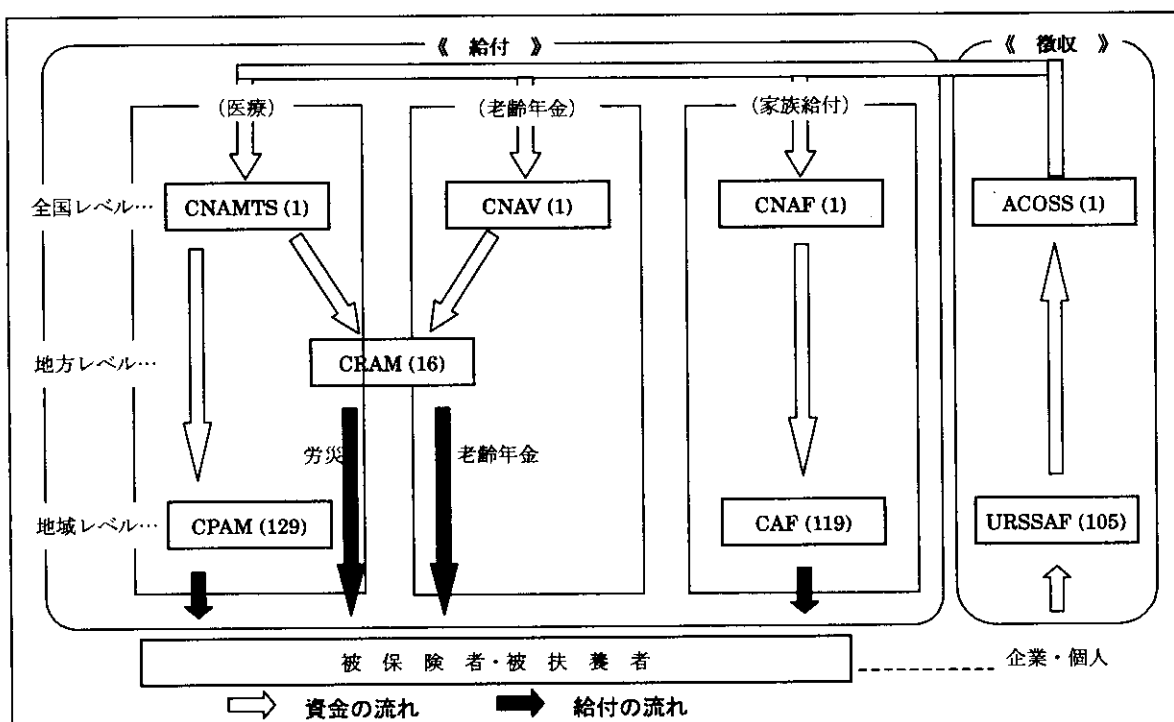 《 給付 》 《 徴収 》
(医療) (老齢年金) (家族給付)
全国レベル… CNAMTS (1) CNAV (1) CNAF (1) ACOSS (1)
地方レベル… CRAM (16)
労災 老齢年金
地域レベル… CPAM (129) CAF (119) URSSAF (105)
被 保 険 者・被 扶 養 者 企業・個人
資金の流れ 給付の流れ